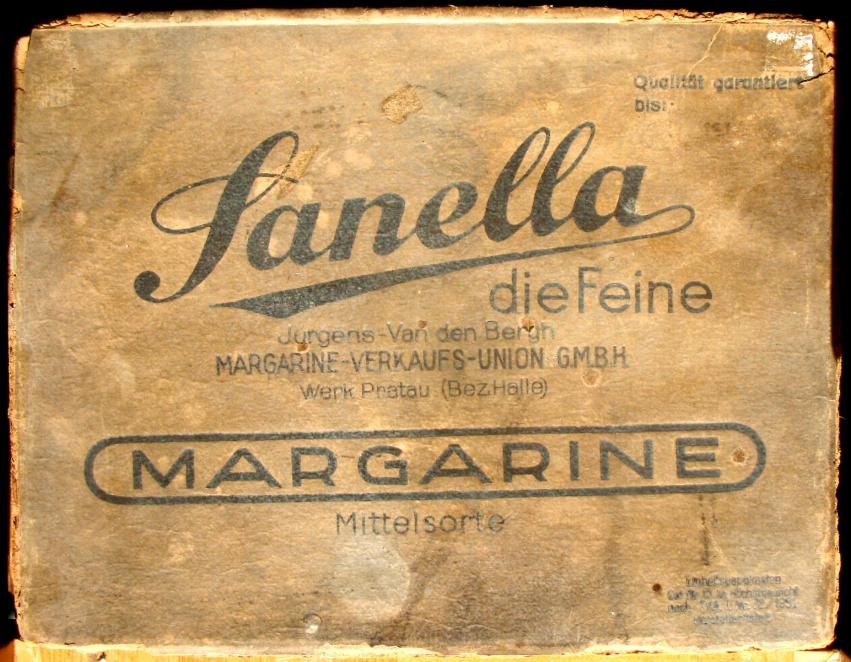 Qualität garantiert
bis:
Sanella
die Feine
Jurgens-Van den Bergh
MARGARINE-VERKAUFS-UNION G.M.B.H.
Werk Pratau (Bez.Halle)
MARGARINE
Mittelsorte